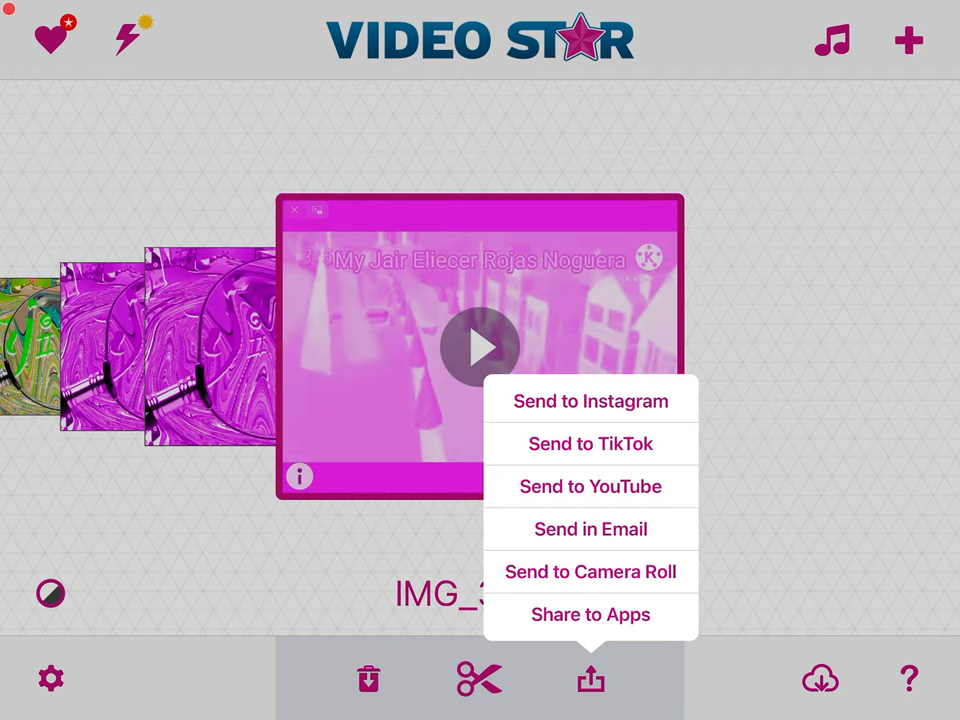 VIDEO STAR
My Jair Eliecer Rojas Noguera
K
Send to Instagram
Send to TikTok
Send to YouTube
Send in Email
Send to Camera Roll
Share to Apps
IMG_